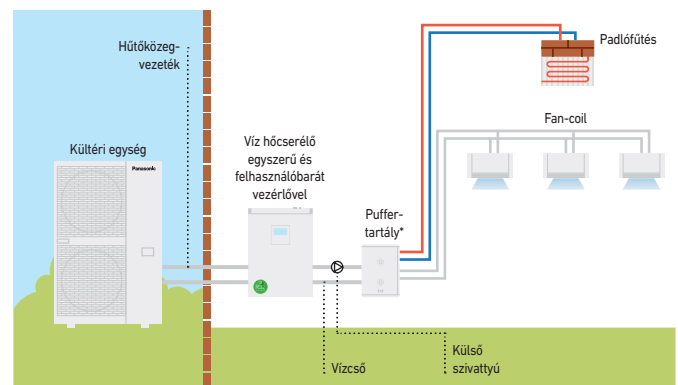 Hűtőközeg-
vezeték
Padlófűtés
Fan-coil
Kültéri egység
Víz hőcserélő
egyszerű és
felhasználóbarát
vezérlővel
Puffer-
tartály*
Panasonic
Külső
szivattyú
Vízcső